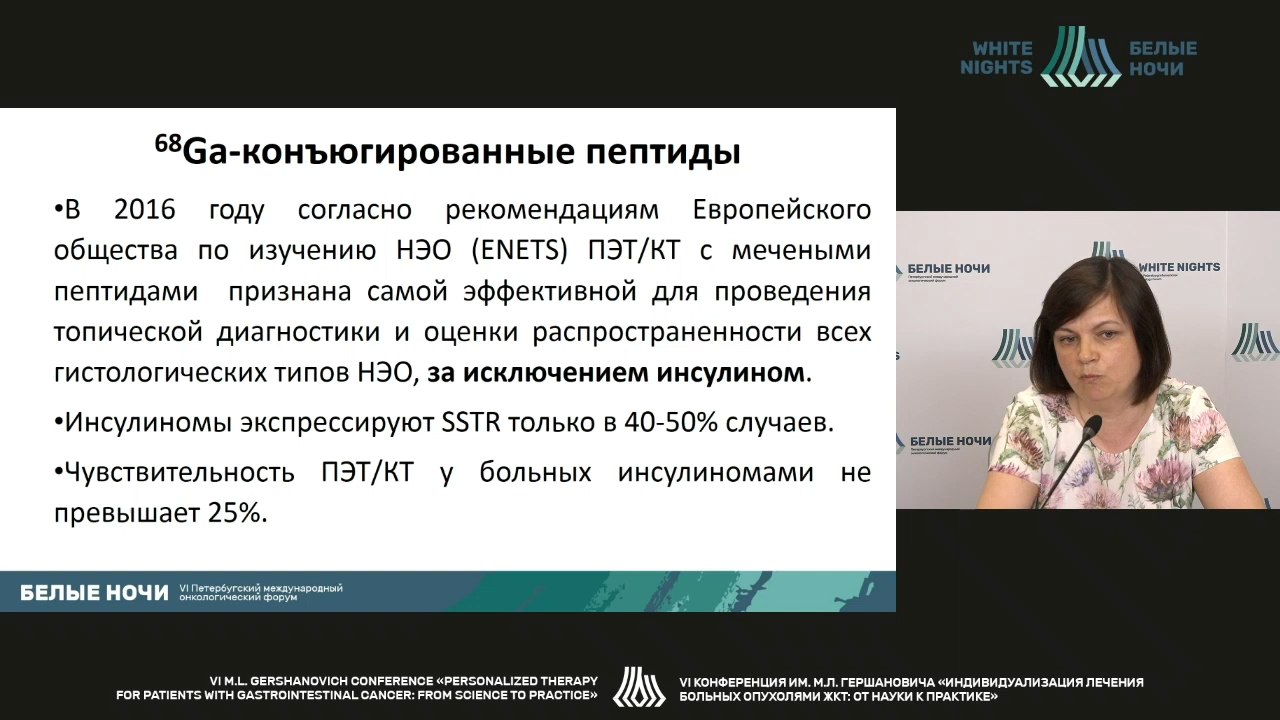 WHITE
NIGHTS
БЕЛЫЕ
НОЧИ
⁶⁸Ga-конъюгированные пептиды
•В 2016 году согласно рекомендациям Европейского
общества по изучению НЭО (ENETS) ПЭТ/КТ с мечеными
пептидами признана самой эффективной для проведения
топической диагностики и оценки распространенности всех
гистологических типов НЭО, за исключением инсулином.
•Инсулиномы экспрессируют SSTR только в 40-50% случаев.
•Чувствительность ПЭТ/КТ у больных инсулиномами не
превышает 25%.
БЕЛЫЕ НОЧИ
VI Петербугский международный
онкологический форум
БЕЛЫЕ НОЧИ
WHITE NIGHTS
БЕЛЫЕ НОЧИ
VI M.L. GERSHANOVICH CONFERENCE «PERSONALIZED THERAPY
FOR PATIENTS WITH GASTROINTESTINAL CANCER: FROM SCIENCE TO PRACTICE»
VI КОНФЕРЕНЦИЯ ИМ. М.Л. ГЕРШАНОВИЧА «ИНДИВИДУАЛИЗАЦИЯ ЛЕЧЕНИЯ
БОЛЬНЫХ ОПУХОЛЯМИ ЖКТ: ОТ НАУКИ К ПРАКТИКЕ»